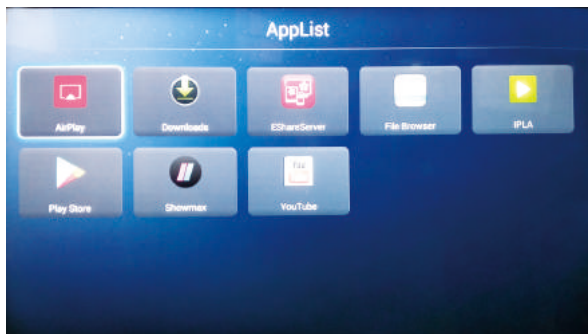 AppList
AirPlay
Downloads
EShareServer
File Browser
IPLA
Play Store
Showmax
YouTube